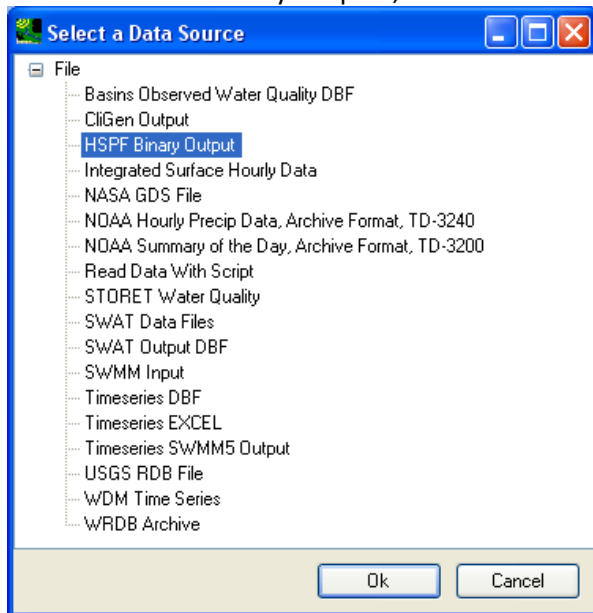 Select a Data Source
File
Basins Observed Water Quality DBF
CliGen Output
HSPF Binary Output
Integrated Surface Hourly Data
NASA GDS File
NOAA Hourly Precip Data, Archive Format, TD-3240
NOAA Summary of the Day, Archive Format, TD-3200
Read Data With Script
STORET Water Quality
SWAT Data Files
SWAT Output DBF
SWMM Input
Timeseries DBF
Timeseries EXCEL
Timeseries SWMM5 Output
USGS RDB File
WDM Time Series
WRDB Archive
Ok Cancel